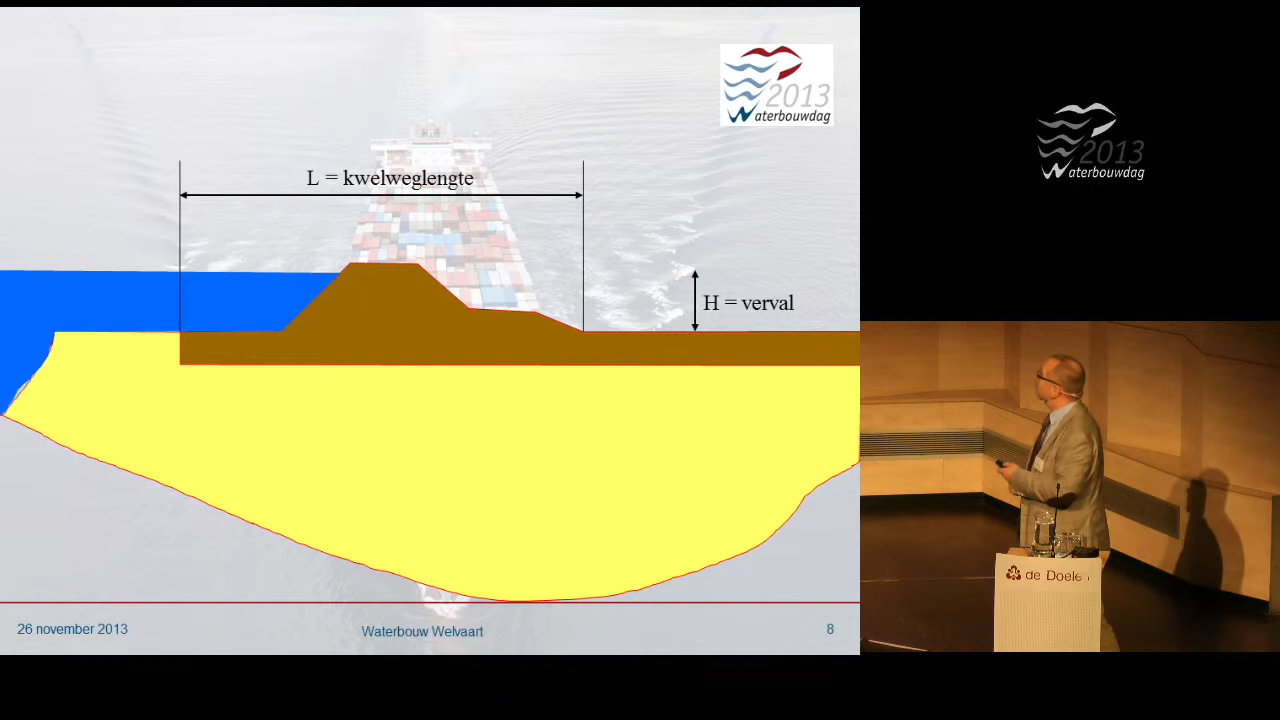 2013
Waterbouwdag
L = kwelweglengte
H = verval
26 november 2013
Waterbouw Welvaart
8
2013
Waterbouwdag
de Doelen